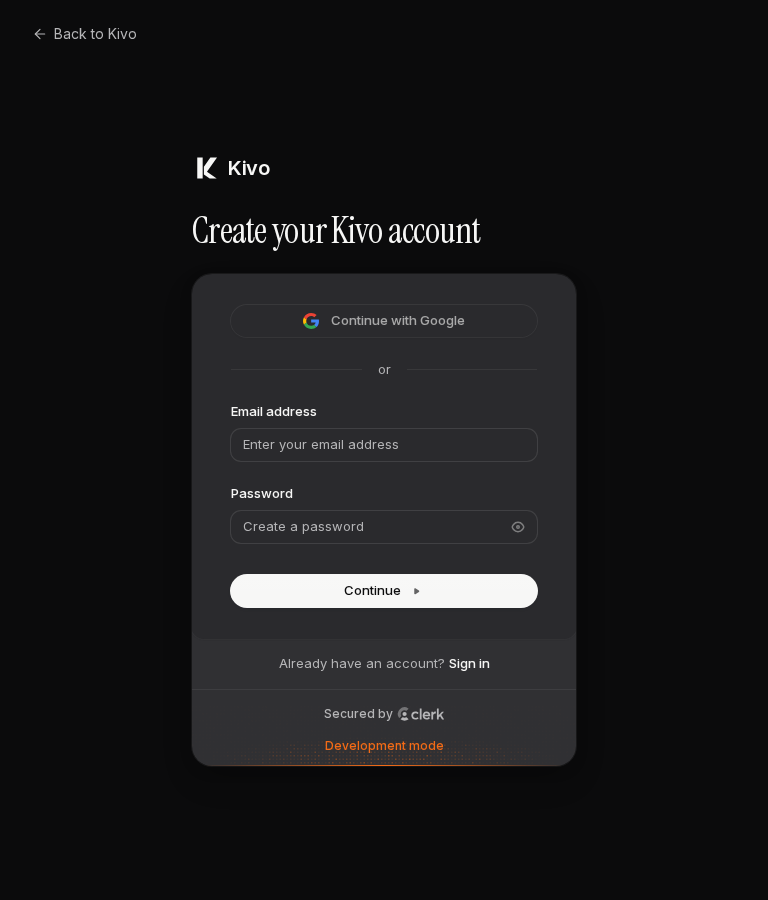 Back to Kivo
Kivo
Create your Kivo account
Continue with Google
or
Email address
Enter your email address
Password
Create a password
Continue
Already have an account? Sign in
Secured by clerk
Development mode